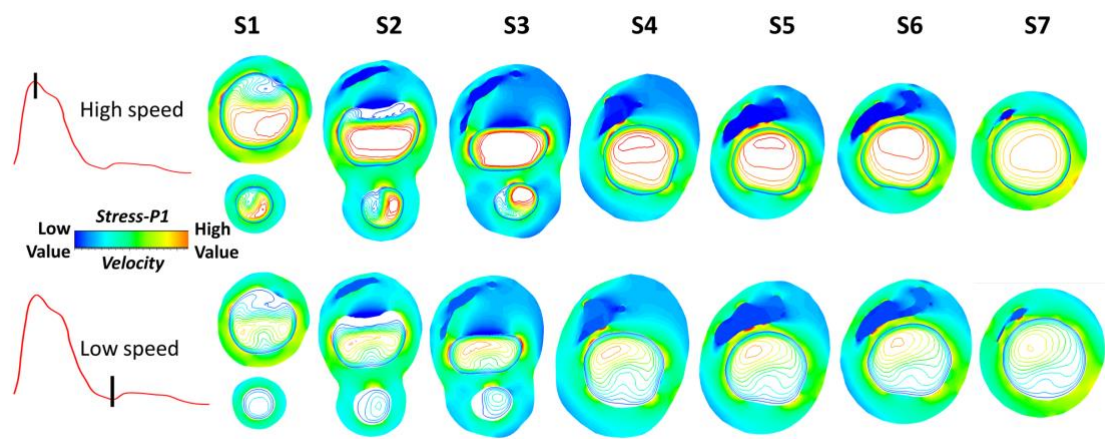 S1 S2 S3 S4 S5 S6 S7
High speed
Stress-P1
Low Value High Value
Velocity
Low speed